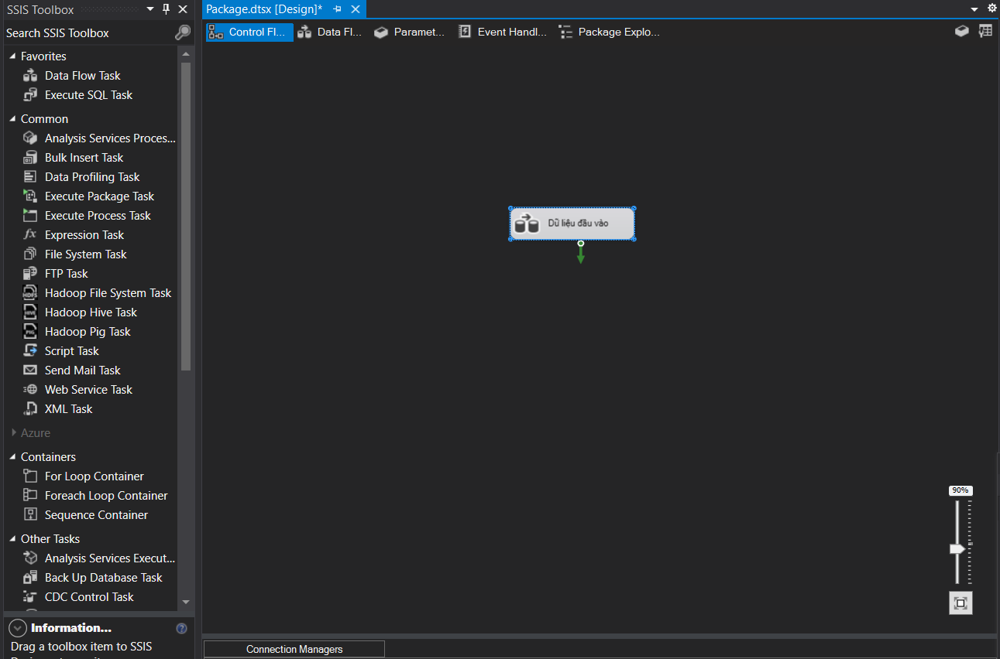 SSIS Toolbox
Search SSIS Toolbox
Favorites
Data Flow Task
Execute SQL Task
Common
Analysis Services Proces...
Bulk Insert Task
Data Profiling Task
Execute Package Task
Execute Process Task
Expression Task
File System Task
FTP Task
Hadoop File System Task
Hadoop Hive Task
Hadoop Pig Task
Script Task
Send Mail Task
Web Service Task
XML Task
Azure
Containers
For Loop Container
Foreach Loop Container
Sequence Container
Other Tasks
Analysis Services Execut...
Back Up Database Task
CDC Control Task
Information...
Drag a toolbox item to SSIS
Package.dtsx [Design]*
Control Fl... Data Fl... Paramet... Event Handl... Package Explo...
Dữ liệu đầu vào
90%
Connection Managers